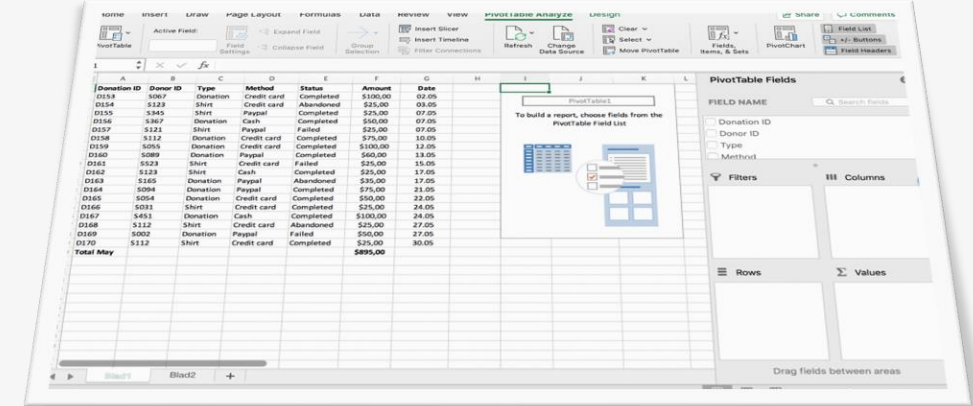 Home Insert Draw Page Layout Formulas Data Review View PivotTable Analyze Design Share Comments
PivotTable
Active Field:
Field Settings
Expand Field
Collapse Field
Group Selection
Insert Slicer
Insert Timeline
Filter Connections
Refresh
Change Data Source
Clear
Select
Move PivotTable
Fields, Items, & Sets
PivotChart
Field List
+/- Buttons
Field Headers
fx
A B C D E F G H I J K L
Donation ID Donor ID Type Method Status Amount Date
D153 S067 Donation Credit card Completed $100,00 02.05
D154 S123 Shirt Credit card Abandoned $25,00 03.05
D155 S345 Shirt Paypal Completed $25,00 07.05
D156 S367 Donation Cash Completed $50,00 07.05
D157 S121 Shirt Paypal Failed $25,00 07.05
D158 S112 Donation Credit card Completed $75,00 10.05
D159 S055 Donation Credit card Completed $100,00 12.05
D160 S089 Donation Paypal Completed $60,00 13.05
D161 S523 Shirt Credit card Failed $25,00 15.05
D162 S123 Shirt Cash Completed $25,00 17.05
D163 S165 Donation Paypal Abandoned $35,00 17.05
D164 S094 Donation Paypal Completed $75,00 21.05
D165 S054 Donation Credit card Completed $50,00 22.05
D166 S031 Shirt Credit card Completed $25,00 24.05
D167 S451 Donation Cash Completed $100,00 24.05
D168 S112 Shirt Credit card Abandoned $25,00 27.05
D169 S002 Donation Paypal Failed $50,00 27.05
D170 S112 Shirt Credit card Completed $25,00 30.05
Total May $895,00
PivotTable1
To build a report, choose fields from the
PivotTable Field List
PivotTable Fields
FIELD NAME
Search fields
Donation ID
Donor ID
Type
Method
Filters
Columns
Rows
Values
Drag fields between areas
Blad1 Blad2 +